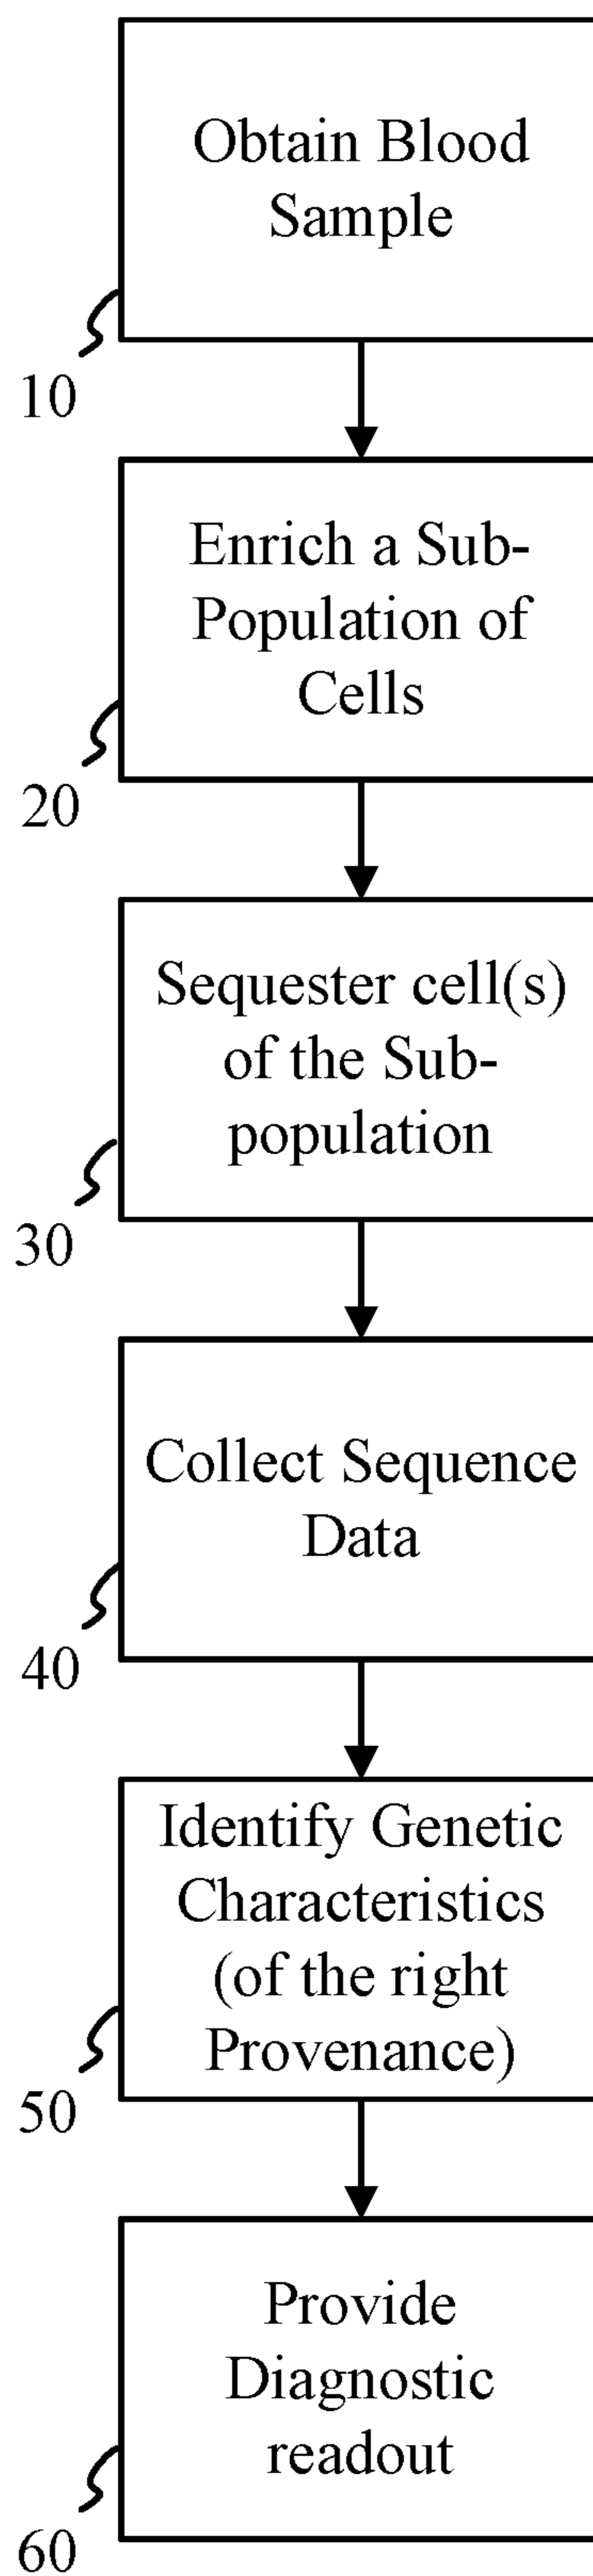 Obtain Blood
Sample
10
Enrich a Sub-
Population of
Cells
20
Sequester cell(s)
of the Sub-
population
30
Collect Sequence
Data
40
Identify Genetic
Characteristics
(of the right
Provenance)
50
Provide
Diagnostic
readout
60